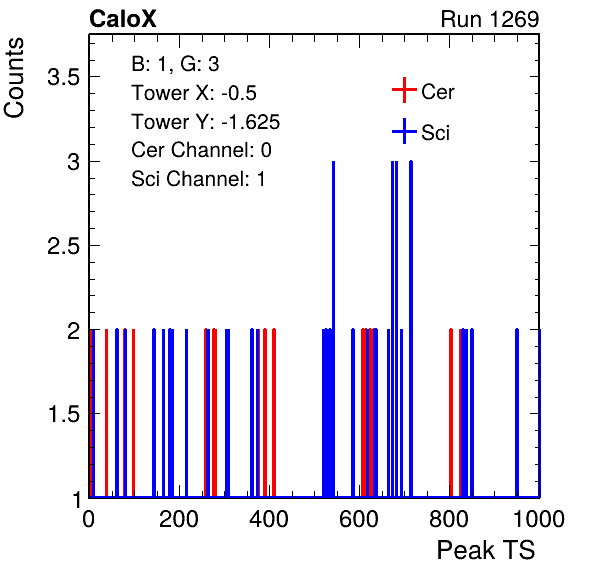 CaloX Run 1269
Counts
B: 1, G: 3
Tower X: -0.5
Tower Y: -1.625
Cer Channel: 0
Sci Channel: 1
Cer
Sci
3.5
3
2.5
2
1.5
1
0 200 400 600 800 1000
Peak TS